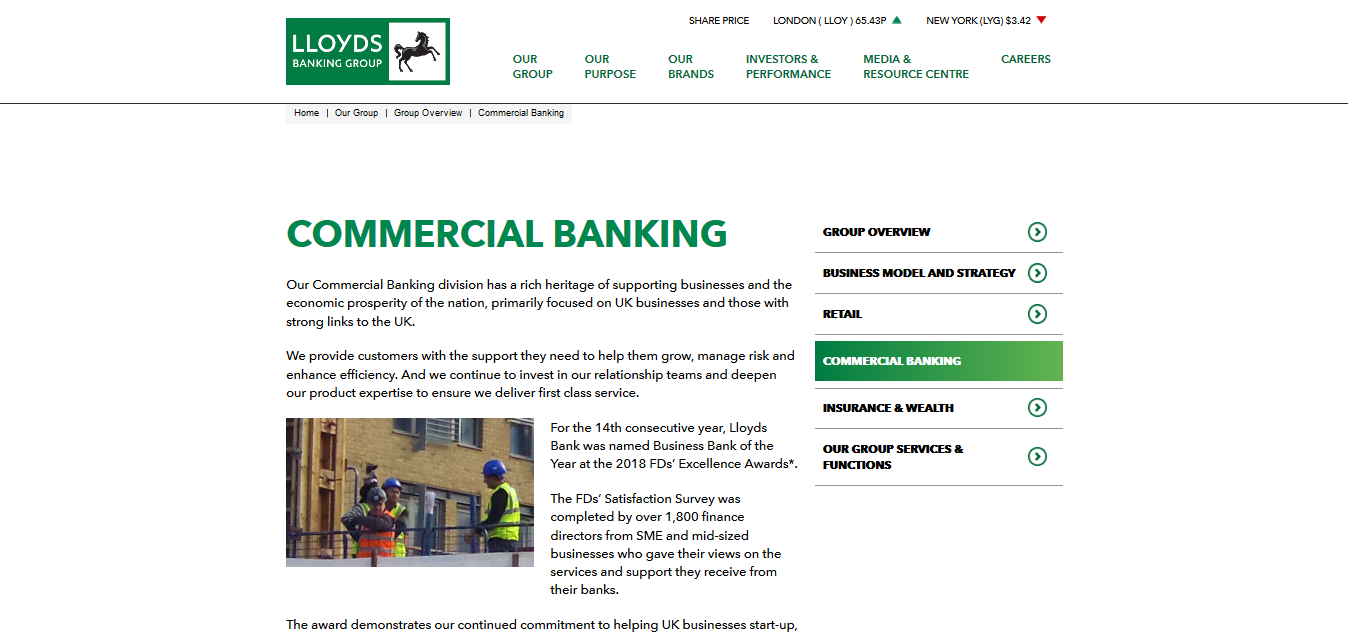 SHARE PRICE LONDON ( LLOY ) 65.43P NEW YORK (LYG) $3.42
LLOYDS
BANKING GROUP
OUR GROUP
OUR PURPOSE
OUR BRANDS
INVESTORS & PERFORMANCE
MEDIA & RESOURCE CENTRE
CAREERS
Home | Our Group | Group Overview | Commercial Banking
COMMERCIAL BANKING
Our Commercial Banking division has a rich heritage of supporting businesses and the
economic prosperity of the nation, primarily focused on UK businesses and those with
strong links to the UK.
We provide customers with the support they need to help them grow, manage risk and
enhance efficiency. And we continue to invest in our relationship teams and deepen
our product expertise to ensure we deliver first class service.
For the 14th consecutive year, Lloyds
Bank was named Business Bank of the
Year at the 2018 FDs’ Excellence Awards*.
The FDs’ Satisfaction Survey was
completed by over 1,800 finance
directors from SME and mid-sized
businesses who gave their views on the
services and support they receive from
their banks.
The award demonstrates our continued commitment to helping UK businesses start-up,
GROUP OVERVIEW
BUSINESS MODEL AND STRATEGY
RETAIL
COMMERCIAL BANKING
INSURANCE & WEALTH
OUR GROUP SERVICES &
FUNCTIONS